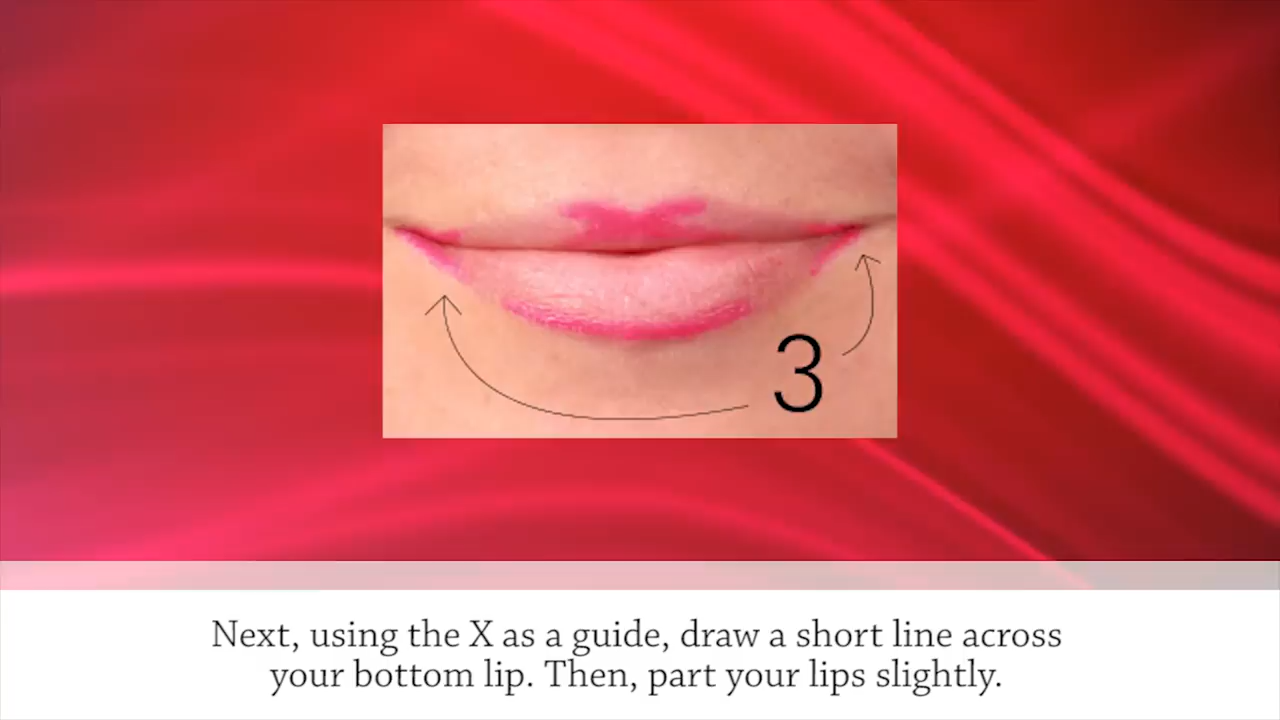 3
Next, using the X as a guide, draw a short line across
your bottom lip. Then, part your lips slightly.